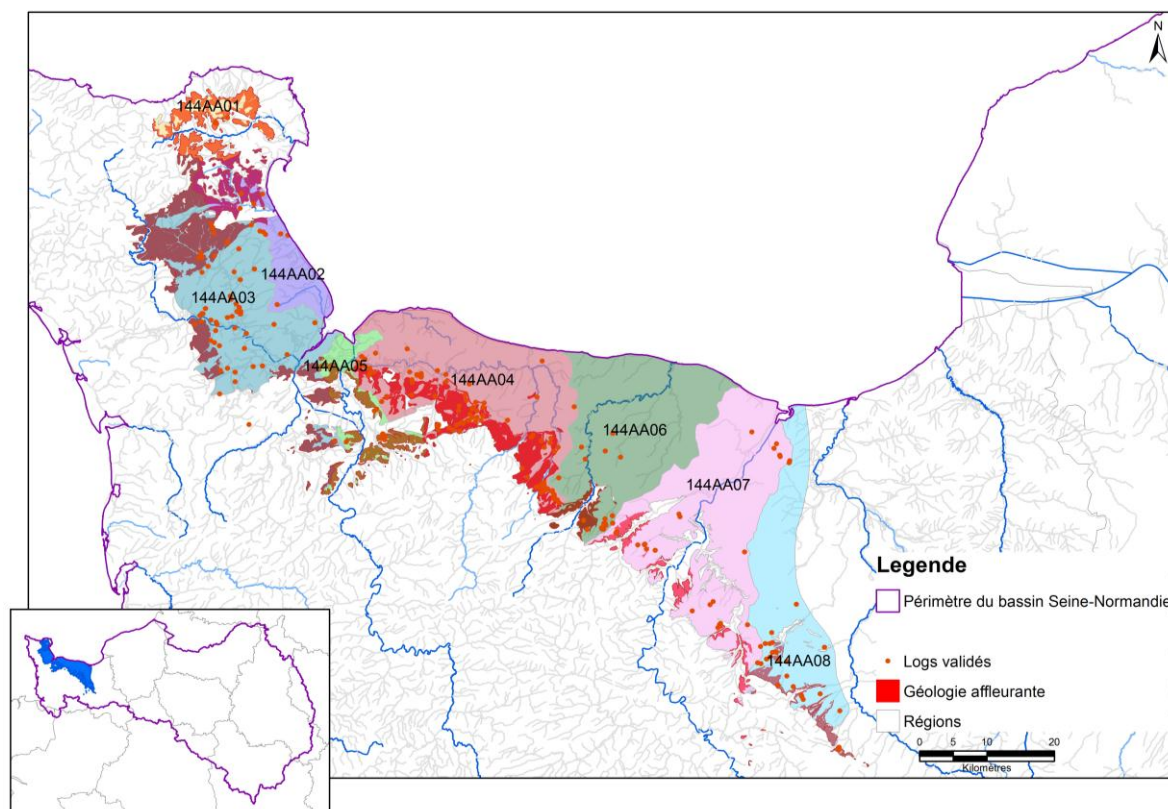 N
144AA01
144AA02
144AA03
144AA05
144AA04
144AA06
144AA07
144AA08
Legende
Périmètre du bassin Seine-Normandie
Logs validés
Géologie affleurante
Régions
0 5 10 20
Kilomètres